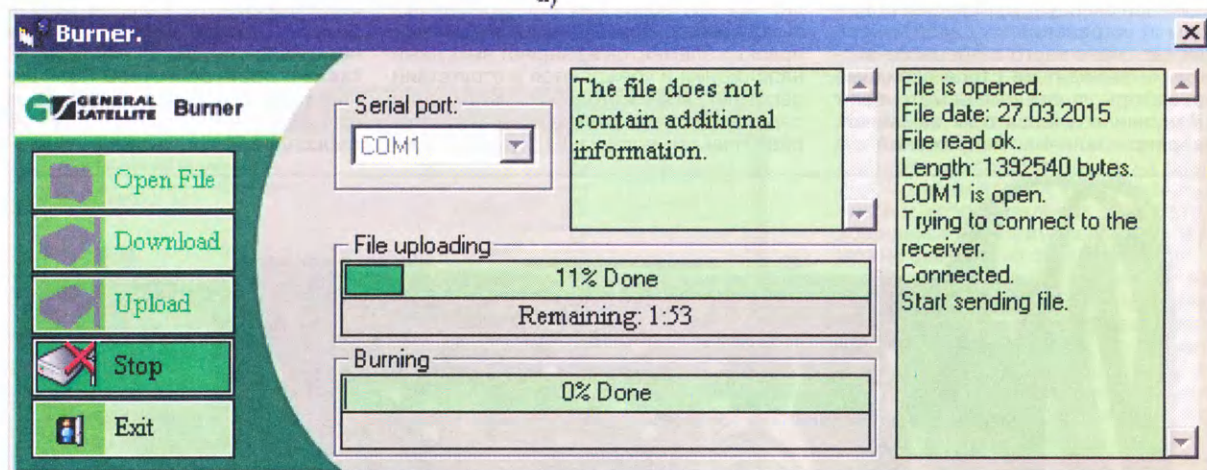 Burner.
GENERAL
SATELLITE
Burner
Open File
Download
Upload
Stop
Exit
Serial port:
COM1
The file does not
contain additional
information.
File uploading
11% Done
Remaining: 1:53
Burning
0% Done
File is opened.
File date: 27.03.2015
File read ok.
Length: 1392540 bytes.
COM1 is open.
Trying to connect to the
receiver.
Connected.
Start sending file.